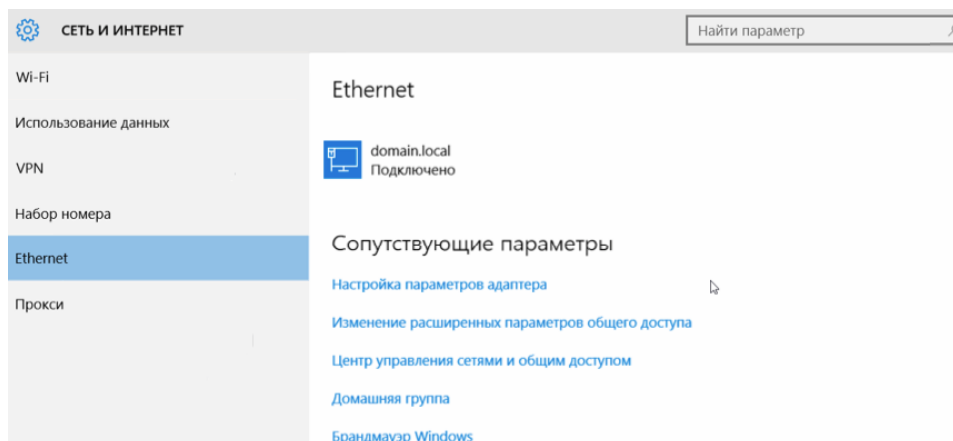 СЕТЬ И ИНТЕРНЕТ
Найти параметр
Wi-Fi
Использование данных
VPN
Набор номера
Ethernet
Прокси
Ethernet
domain.local
Подключено
Сопутствующие параметры
Настройка параметров адаптера
Изменение расширенных параметров общего доступа
Центр управления сетями и общим доступом
Домашняя группа
Брандмауэр Windows